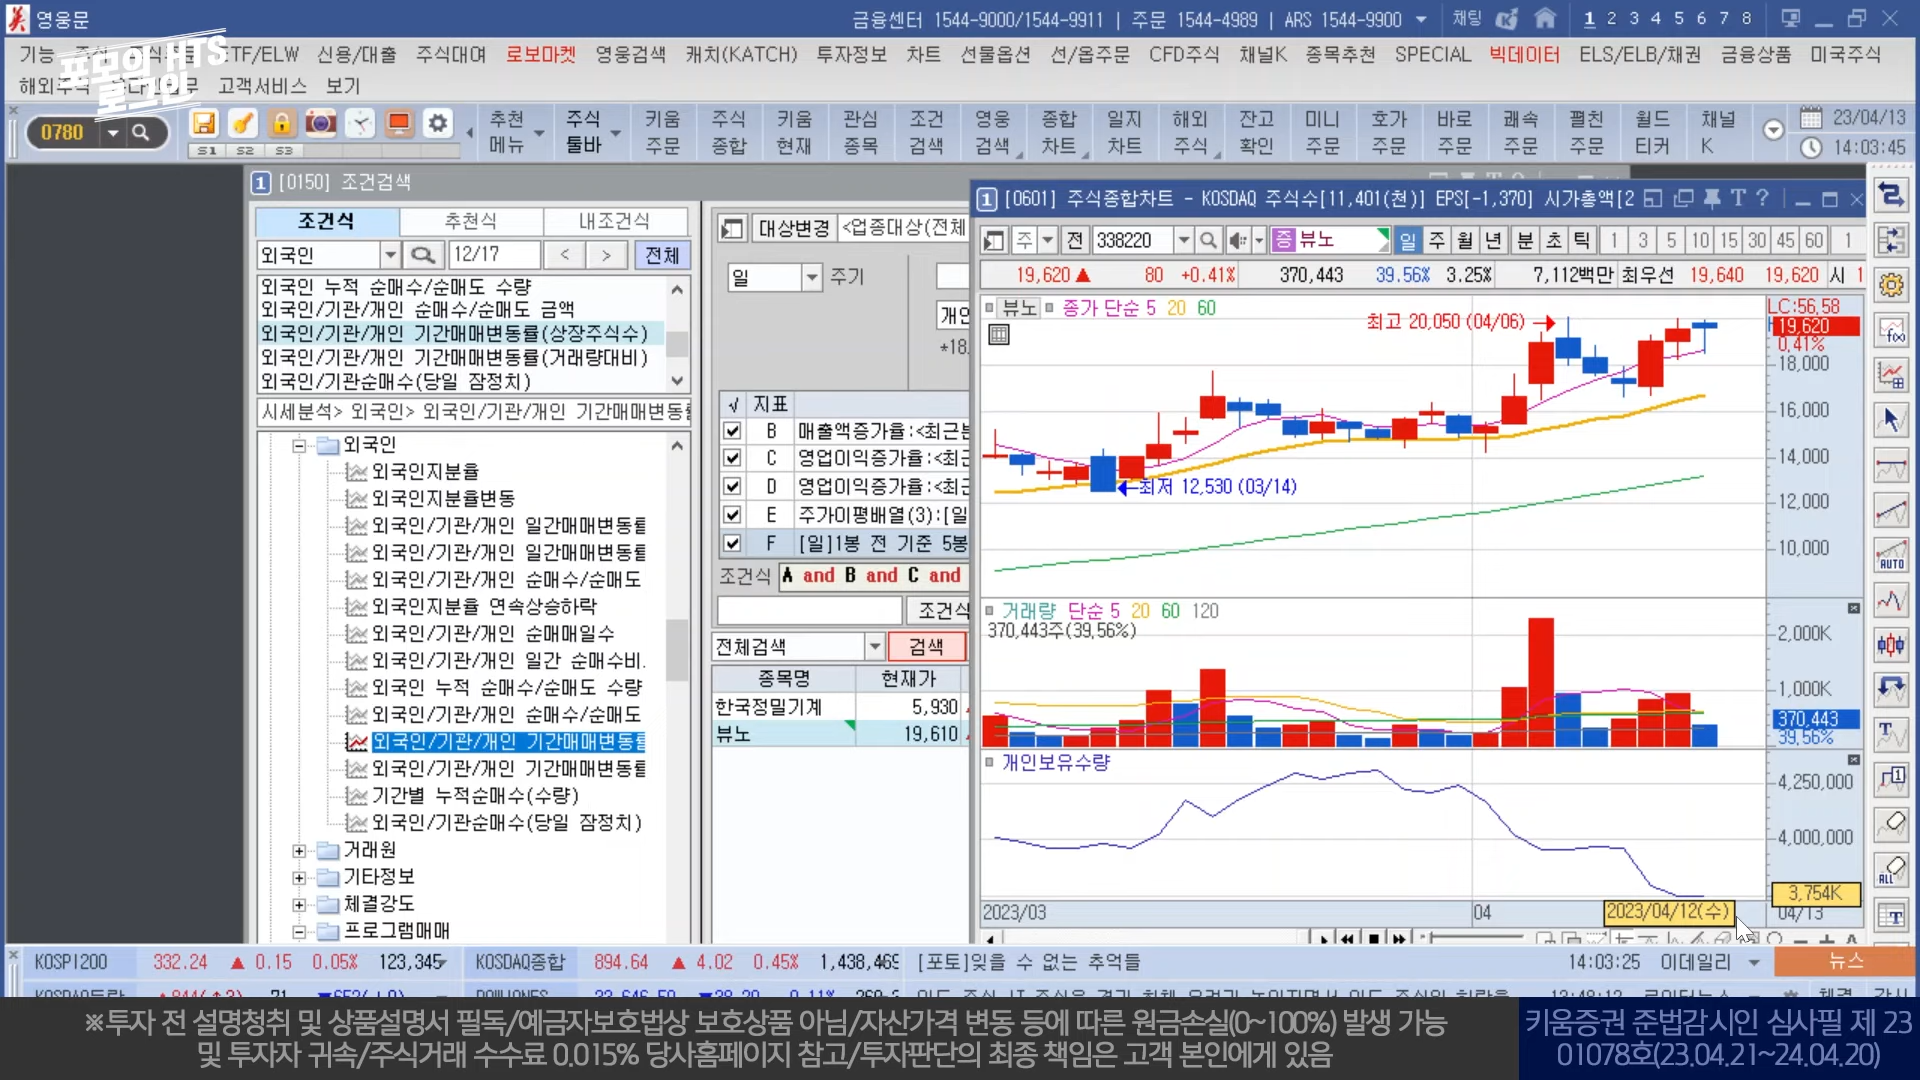 영웅문
금융센터 1544-9000/1544-9911 | 주문 1544-4989 | ARS 1544-9900
채팅
1 2 3 4 5 6 7 8
기능 신용/대출 주식대여 로보마켓 영웅검색 캐치(KATCH) 투자정보 차트 선물옵션 선/옵주문 CFD주식 채널K 종목추천 SPECIAL 빅데이터 ELS/ELB/채권 금융상품 미국주식
고객서비스 보기
포모의 HTS
로그인
0780
S1 S2 S3
추천 메뉴
주식 툴바
키움 주문
주식 종합
키움 현재
관심 종목
조건 검색
영웅 검색
종합 차트
일지 차트
해외 주식
잔고 확인
미니 주문
호가 주문
바로 주문
쾌속 주문
펼친 주문
월드 티커
채널 K
23/04/13
14:03:45
1 [0150] 조건검색
조건식 추천식 내조건식
외국인 12/17 < > 전체
외국인 누적 순매수/순매도 수량
외국인/기관/개인 순매수/순매도 금액
외국인/기관/개인 기간매매변동률(상장주식수)
외국인/기관/개인 기간매매변동률(거래량대비)
외국인/기관순매수(당일 잠정치)
시세분석> 외국인> 외국인/기관/개인 기간매매변동률
외국인
외국인지분율
외국인지분율변동
외국인/기관/개인 일간매매변동률
외국인/기관/개인 일간매매변동률
외국인/기관/개인 순매수/순매도
외국인지분율 연속상승하락
외국인/기관/개인 순매매일수
외국인/기관/개인 일간 순매수비.
외국인 누적 순매수/순매도 수량
외국인/기관/개인 순매수/순매도
외국인/기관/개인 기간매매변동률
외국인/기관/개인 기간매매변동률
기간별 누적순매수(수량)
외국인/기관순매수(당일 잠정치)
거래원
기타정보
체결강도
프로그램매매
대상변경 <업종대상(전체
일 주기
개인
*18.
√ 지표
B 매출액증가율:<최근분
C 영업이익증가율:<최근
D 영업이익증가율:<최근
E 주가이평배열(3):[일
F [일]1봉 전 기준 5봉
조건식 A and B and C and
조건식
전체검색 검색
종목명 현재가
한국정밀기계 5,930
뷰노 19,610
1 [0601] 주식종합차트 - KOSDAQ 주식수[11,401(천)] EPS[-1,370] 시가총액[2
주 전 338220 증 뷰노 일 주 월 년 분 초 틱 1 3 5 10 15 30 45 60 1
19,620 ▲ 80 +0.41% 370,443 39.56% 3.25% 7,112백만 최우선 19,640 19,620 시 1
뷰노 종가 단순 5 20 60
최고 20,050 (04/06)
최저 12,530 (03/14)
LC:56.58
19,620
0.41%
18,000
16,000
14,000
12,000
10,000
거래량 단순 5 20 60 120
370,443주(39.56%)
2,000K
1,000K
370,443
39.56%
개인보유수량
4,250,000
4,000,000
3,754K
2023/03 04 2023/04/12(수) 04/13
f(x)
AUTO
ALL
KOSPI200 332.24 ▲ 0.15 0.05% 123,345
KOSDAQ종합 894.64 ▲ 4.02 0.45% 1,438,469
[포토]잊을 수 없는 추억들 14:03:25 이데일리
뉴스
※투자 전 설명청취 및 상품설명서 필독/예금자보호법상 보호상품 아님/자산가격 변동 등에 따른 원금손실(0~100%) 발생 가능
및 투자자 귀속/주식거래 수수료 0.015% 당사홈페이지 참고/투자판단의 최종 책임은 고객 본인에게 있음
키움증권 준법감시인 심사필 제 23
01078호(23.04.21~24.04.20)